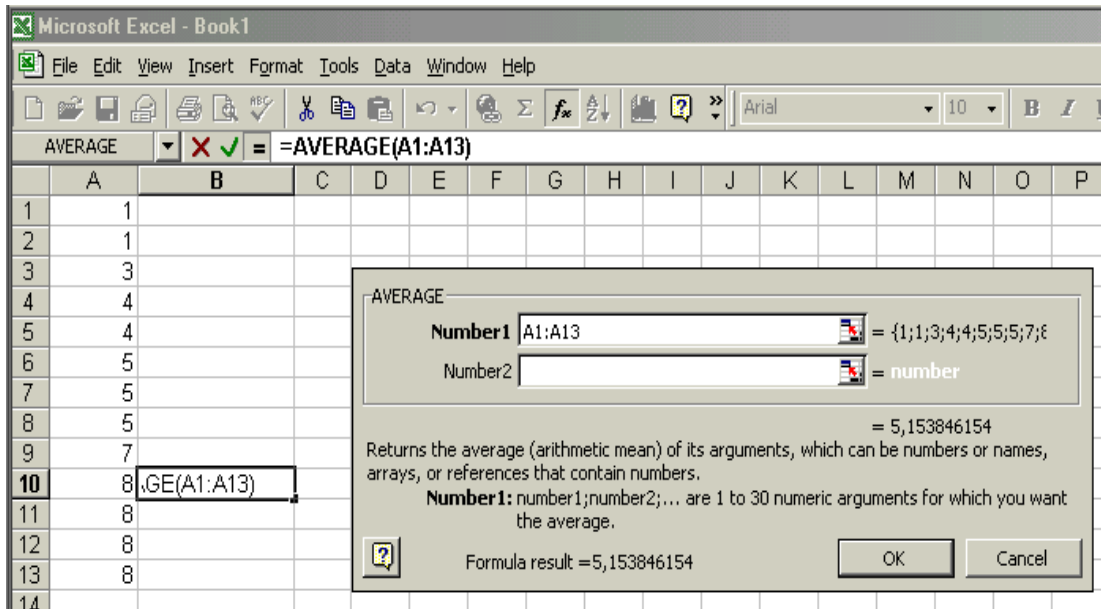 Microsoft Excel - Book1
File Edit View Insert Format Tools Data Window Help
ABC Σ fx Arial 10 B I U
AVERAGE = =AVERAGE(A1:A13)
A B C D E F G H I J K L M N O P
1 1
2 1
3 3
4 4
5 4
6 5
7 5
8 5
9 7
10 8 .GE(A1:A13)
11 8
12 8
13 8
14
AVERAGE
Number1 A1:A13 = {1;1;3;4;4;5;5;5;7;8
Number2 = number
= 5,153846154
Returns the average (arithmetic mean) of its arguments, which can be numbers or names,
arrays, or references that contain numbers.
Number1: number1;number2;... are 1 to 30 numeric arguments for which you want
the average.
Formula result =5,153846154
OK Cancel